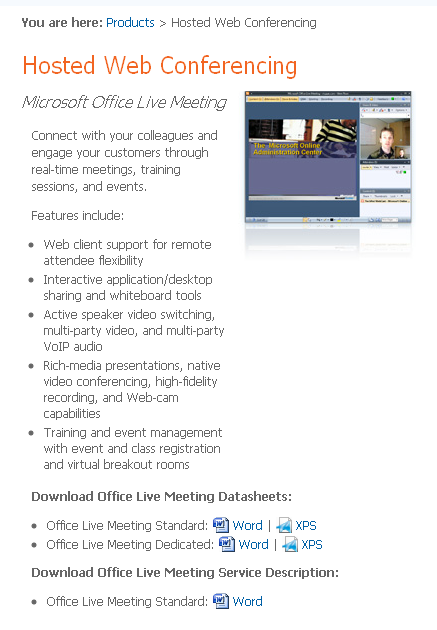 You are here: Products > Hosted Web Conferencing
Hosted Web Conferencing
Microsoft Office Live Meeting
Connect with your colleagues and
engage your customers through
real-time meetings, training
sessions, and events.
Features include:
• Web client support for remote
attendee flexibility
• Interactive application/desktop
sharing and whiteboard tools
• Active speaker video switching,
multi-party video, and multi-party
VoIP audio
• Rich-media presentations, native
video conferencing, high-fidelity
recording, and Web-cam
capabilities
• Training and event management
with event and class registration
and virtual breakout rooms
The Microsoft Online
Administration Center
Download Office Live Meeting Datasheets:
• Office Live Meeting Standard: Word | XPS
• Office Live Meeting Dedicated: Word | XPS
Download Office Live Meeting Service Description:
• Office Live Meeting Standard: Word